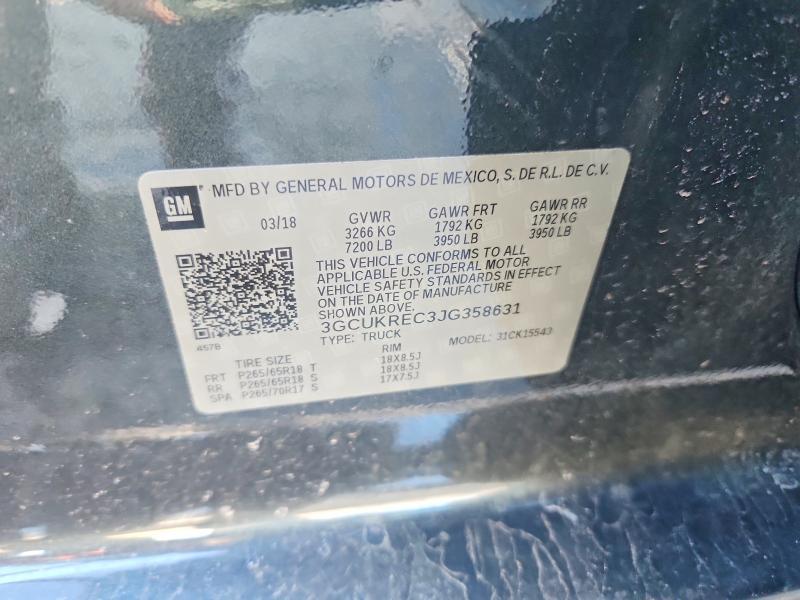 GM
MFD BY GENERAL MOTORS DE MEXICO, S. DE R.L. DE C.V.
03/18 GVWR GAWR FRT GAWR RR
3266 KG 1792 KG 1792 KG
7200 LB 3950 LB 3950 LB
THIS VEHICLE CONFORMS TO ALL
APPLICABLE U.S. FEDERAL MOTOR
VEHICLE SAFETY STANDARDS IN EFFECT
ON THE DATE OF MANUFACTURE
SHOWN ABOVE.
3GCUKREC3JG358631
TYPE: TRUCK MODEL: 31CK15543
457B
TIRE SIZE RIM
FRT P265/65R18 T 18X8.5J
RR P265/65R18 S 18X8.5J
SPA P265/70R17 S 17X7.5J